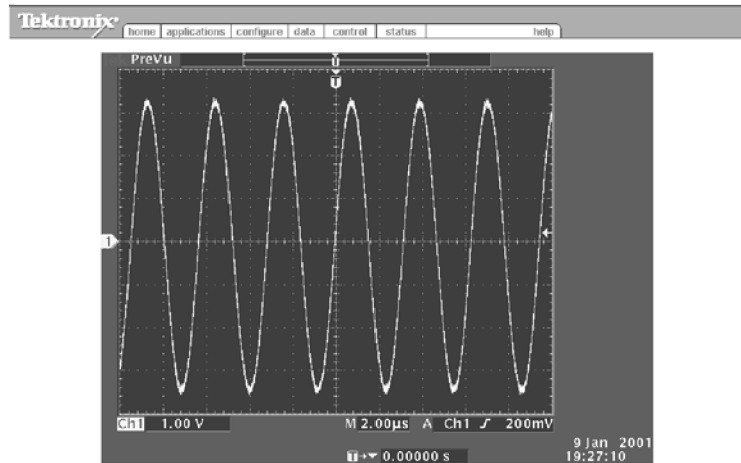 Tektronix
home applications configure data control status help
PreVu
T
T
1
Ch1 1.00 V M 2.00µs A Ch1 200mV
T 0.00000 s
9 Jan 2001
19:27:10